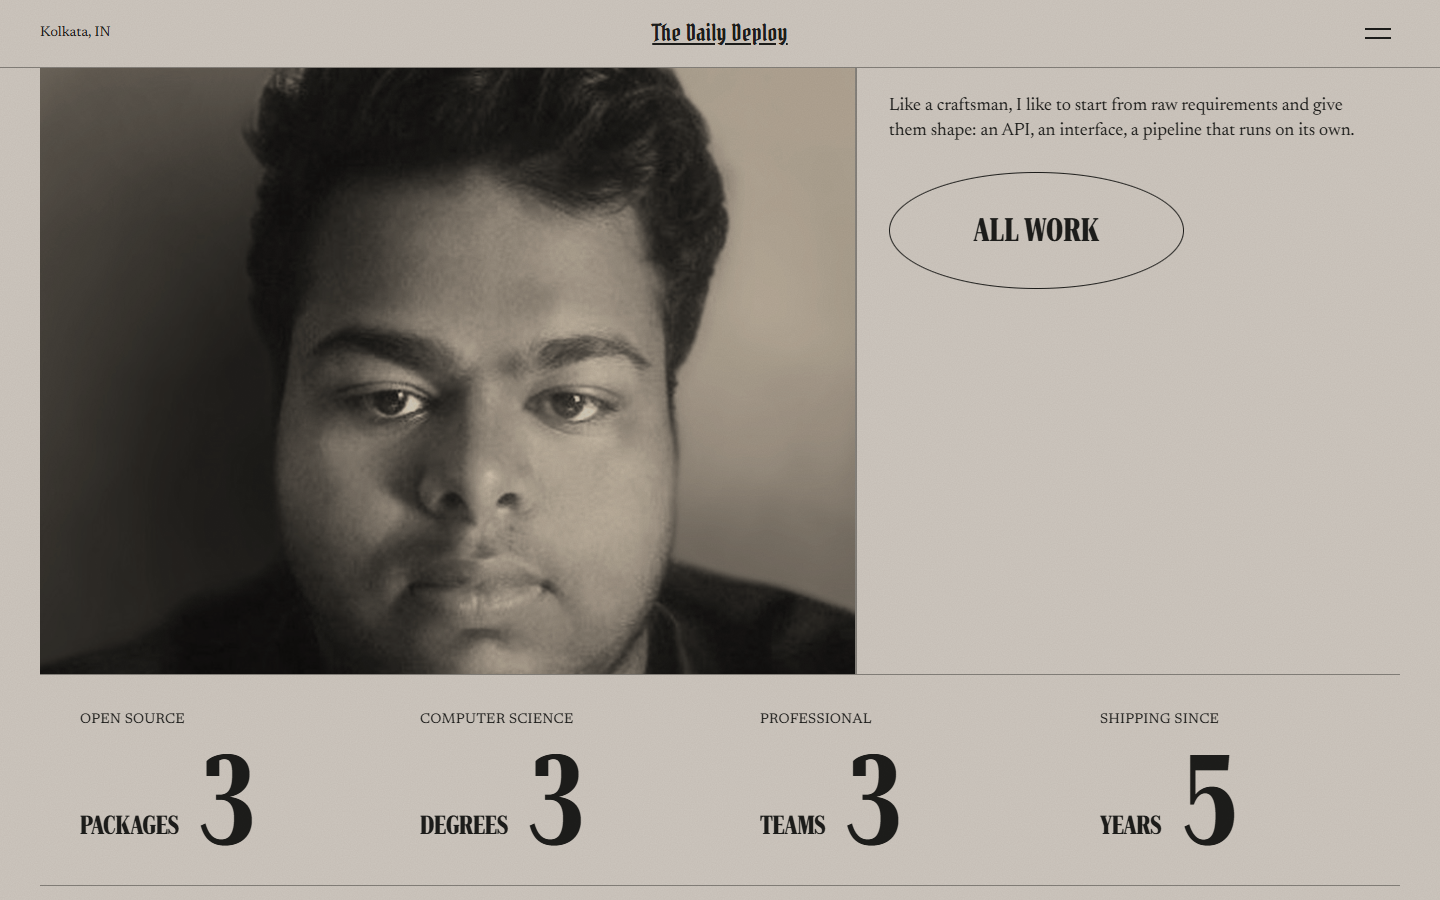 Kolkata, IN
The Daily Deploy
Like a craftsman, I like to start from raw requirements and give
them shape: an API, an interface, a pipeline that runs on its own.
ALL WORK
OPEN SOURCE
PACKAGES 3
COMPUTER SCIENCE
DEGREES 3
PROFESSIONAL
TEAMS 3
SHIPPING SINCE
YEARS 5